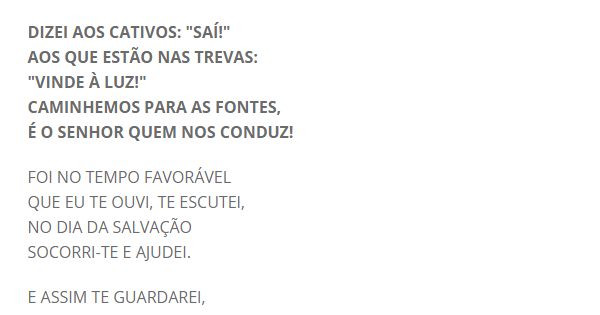 DIZEI AOS CATIVOS: "SAÍ!"
AOS QUE ESTÃO NAS TREVAS:
"VINDE À LUZ!"
CAMINHEMOS PARA AS FONTES,
É O SENHOR QUEM NOS CONDUZ!
FOI NO TEMPO FAVORÁVEL
QUE EU TE OUVI, TE ESCUTEI,
NO DIA DA SALVAÇÃO
SOCORRI-TE E AJUDEI.
E ASSIM TE GUARDAREI,